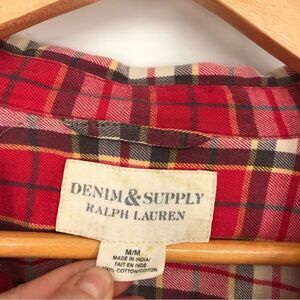 DENIM & SUPPLY
RALPH LAUREN
M/M
MADE IN INDIA/
FAIT EN INDE
100% COTTON/COTON